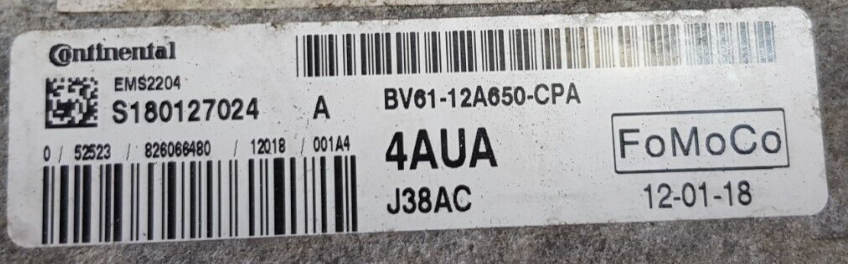 Continental
EMS2204
S180127024 A
0 / 52523 / 826066480 / 12018 / 001A4
BV61-12A650-CPA
4AUA
J38AC
FoMoCo
12-01-18